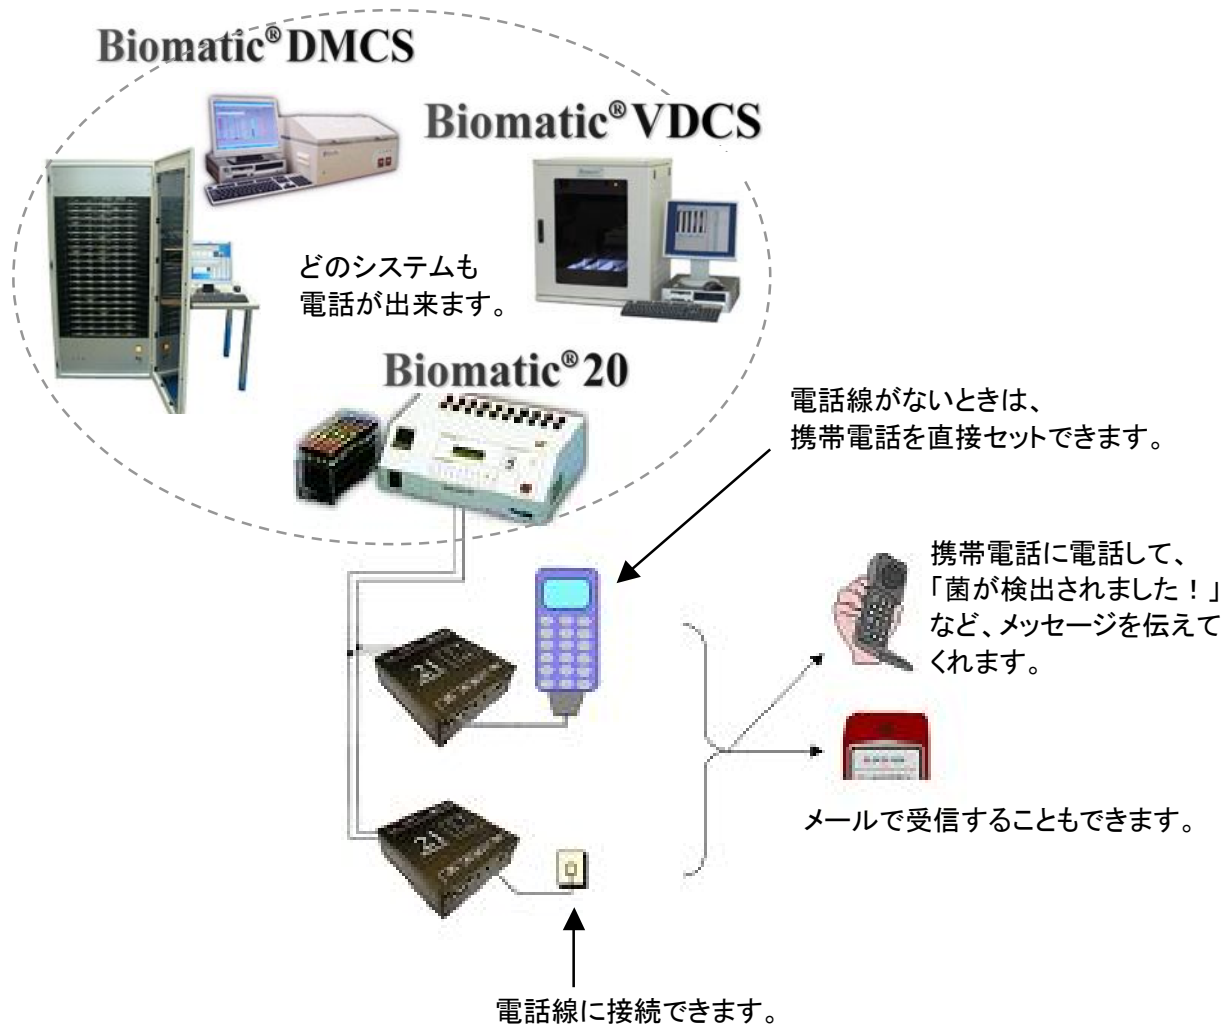 Biomatic®DMCS
Biomatic®VDCS
どのシステムも
電話が出来ます。
Biomatic®20
電話線がないときは、
携帯電話を直接セットできます。
携帯電話に電話して、
「菌が検出されました！」
など、メッセージを伝えて
くれます。
21
21
メールで受信することもできます。
電話線に接続できます。